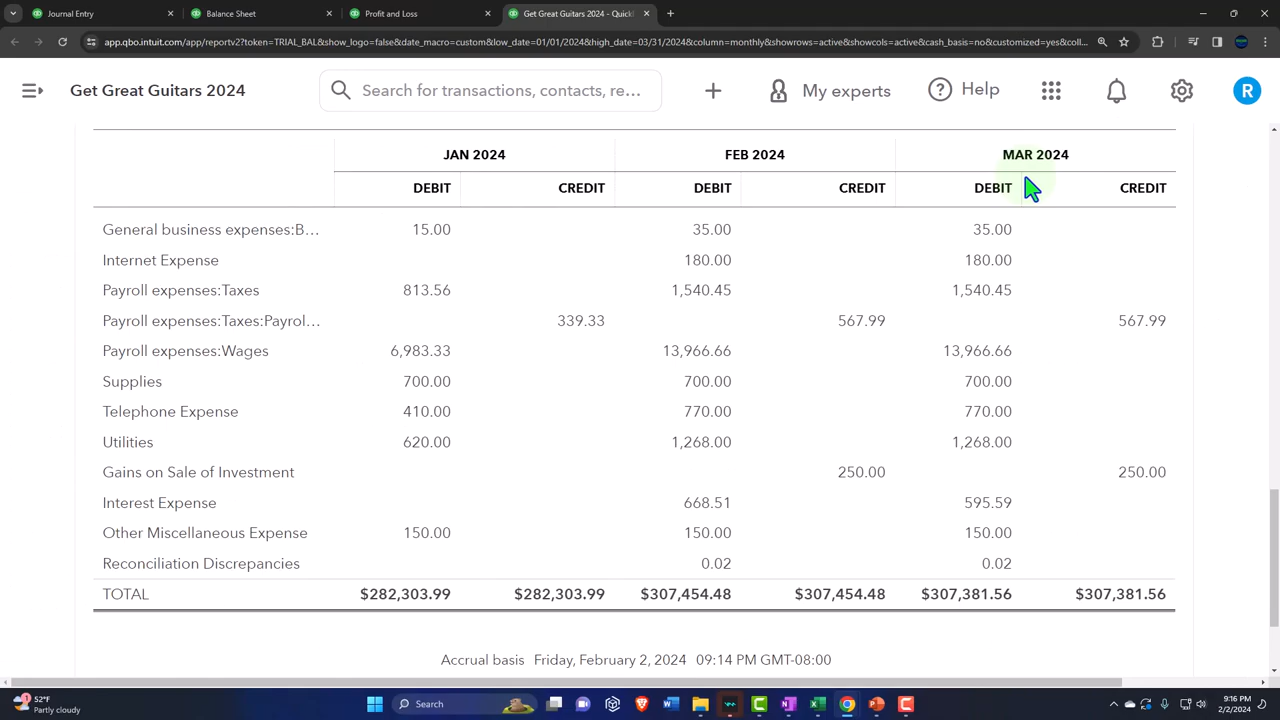 Journal Entry
Balance Sheet
Profit and Loss
Get Great Guitars 2024 - Quick
app.qbo.intuit.com/app/reportv2?token=TRIAL_BAL&show_logo=false&date_macro=custom&low_date=01/01/2024&high_date=03/31/2024&column=monthly&showrows=active&showcols=active&cash_basis=no&customized=yes&coll...
Get Great Guitars 2024
Search for transactions, contacts, re...
My experts
Help
R
JAN 2024 FEB 2024 MAR 2024
DEBIT CREDIT DEBIT CREDIT DEBIT CREDIT
General business expenses:B... 15.00 35.00 35.00
Internet Expense 180.00 180.00
Payroll expenses:Taxes 813.56 1,540.45 1,540.45
Payroll expenses:Taxes:Payrol... 339.33 567.99 567.99
Payroll expenses:Wages 6,983.33 13,966.66 13,966.66
Supplies 700.00 700.00 700.00
Telephone Expense 410.00 770.00 770.00
Utilities 620.00 1,268.00 1,268.00
Gains on Sale of Investment 250.00 250.00
Interest Expense 668.51 595.59
Other Miscellaneous Expense 150.00 150.00 150.00
Reconciliation Discrepancies 0.02 0.02
TOTAL $282,303.99 $282,303.99 $307,454.48 $307,454.48 $307,381.56 $307,381.56
Accrual basis Friday, February 2, 2024 09:14 PM GMT-08:00
52°F
Partly cloudy
Search
9:16 PM
2/2/2024